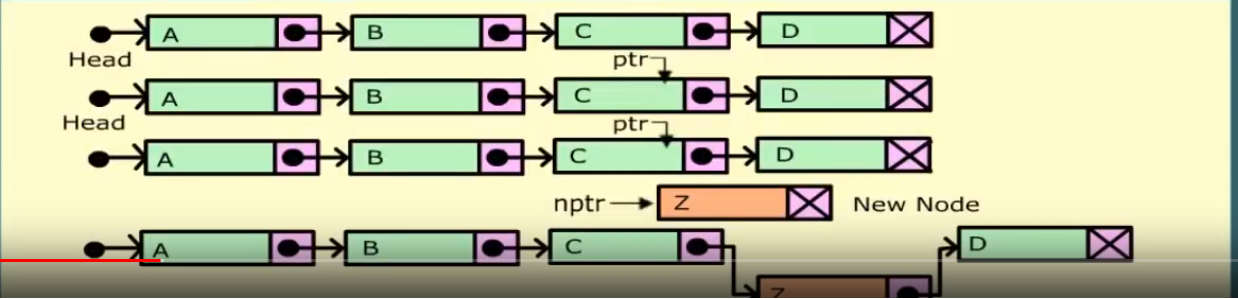 A B C D
Head
ptr
A B C D
Head
ptr
A B C D
nptr Z New Node
A B C D
Z